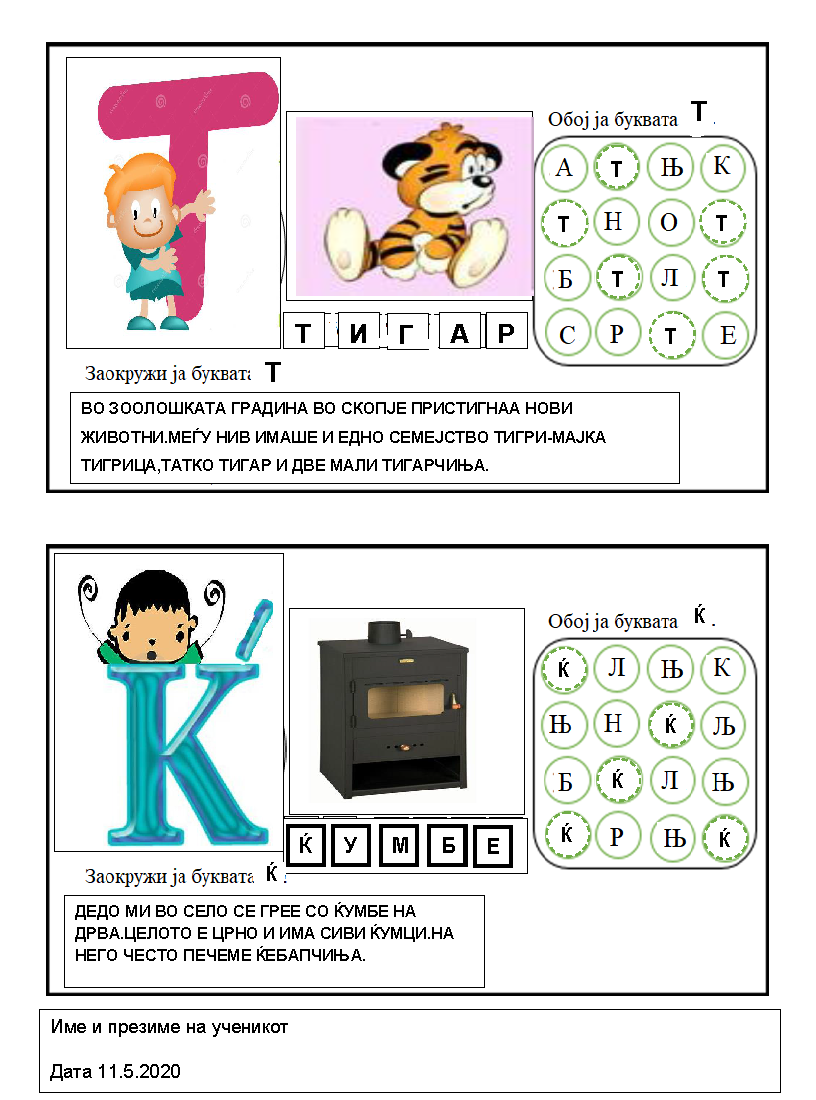 Т
Обој ја буквата Т.
А Т Њ К
Т Н О Т
Б Т Л Т
С Р Т Е
Т И Г А Р
Заокружи ја буквата Т
ВО ЗООЛОШКАТА ГРАДИНА ВО СКОПЈЕ ПРИСТИГНАА НОВИ
ЖИВОТНИ.МЕЃУ НИВ ИМАШЕ И ЕДНО СЕМЕЈСТВО ТИГРИ-МАЈКА
ТИГРИЦА,ТАТКО ТИГАР И ДВЕ МАЛИ ТИГАРЧИЊА.
Ќ
Обој ја буквата Ќ.
Ќ Л Њ К
Њ Н Ќ Љ
Б Ќ Л Њ
Ќ Р Њ Ќ
Ќ У М Б Е
Заокружи ја буквата Ќ.
ДЕДО МИ ВО СЕЛО СЕ ГРЕЕ СО ЌУМБЕ НА
ДРВА.ЦЕЛОТО Е ЦРНО И ИМА СИВИ ЌУМЦИ.НА
НЕГО ЧЕСТО ПЕЧЕМЕ ЌЕБАПЧИЊА.
Име и презиме на ученикот
Дата 11.5.2020